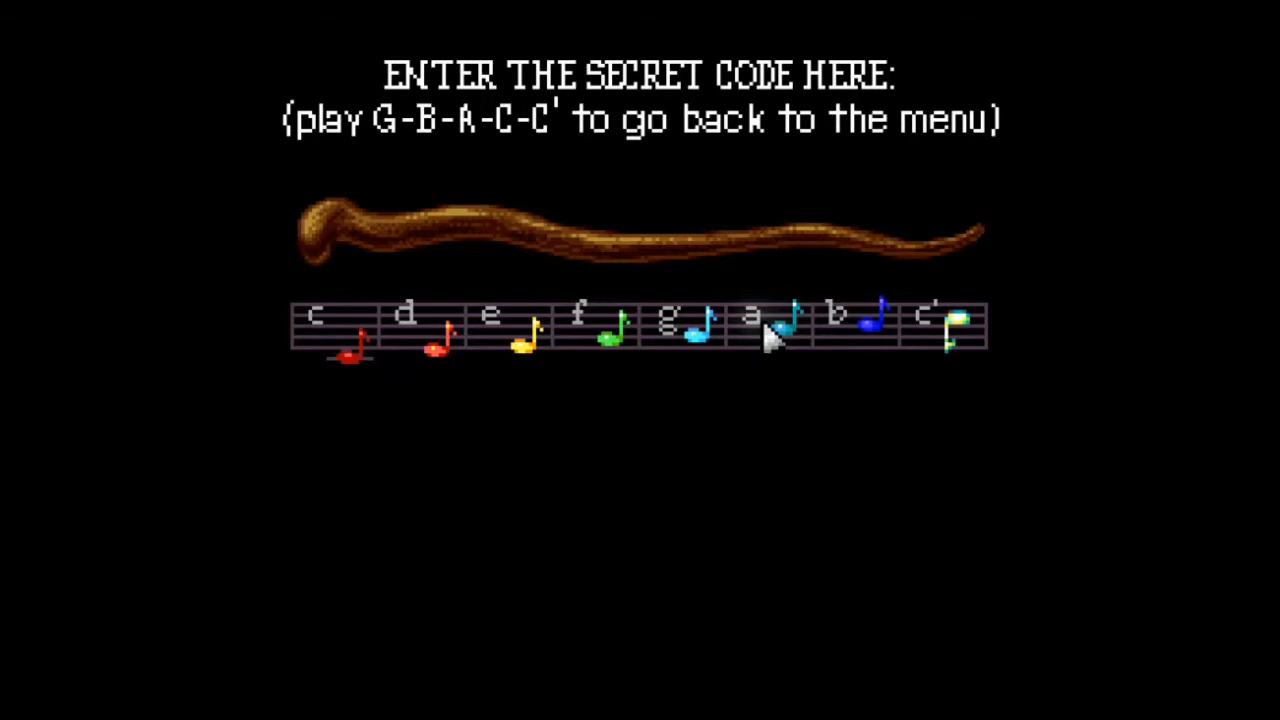 ENTER THE SECRET CODE HERE:
(play G-B-A-C-C' to go back to the menu)
c d e f g a b c'